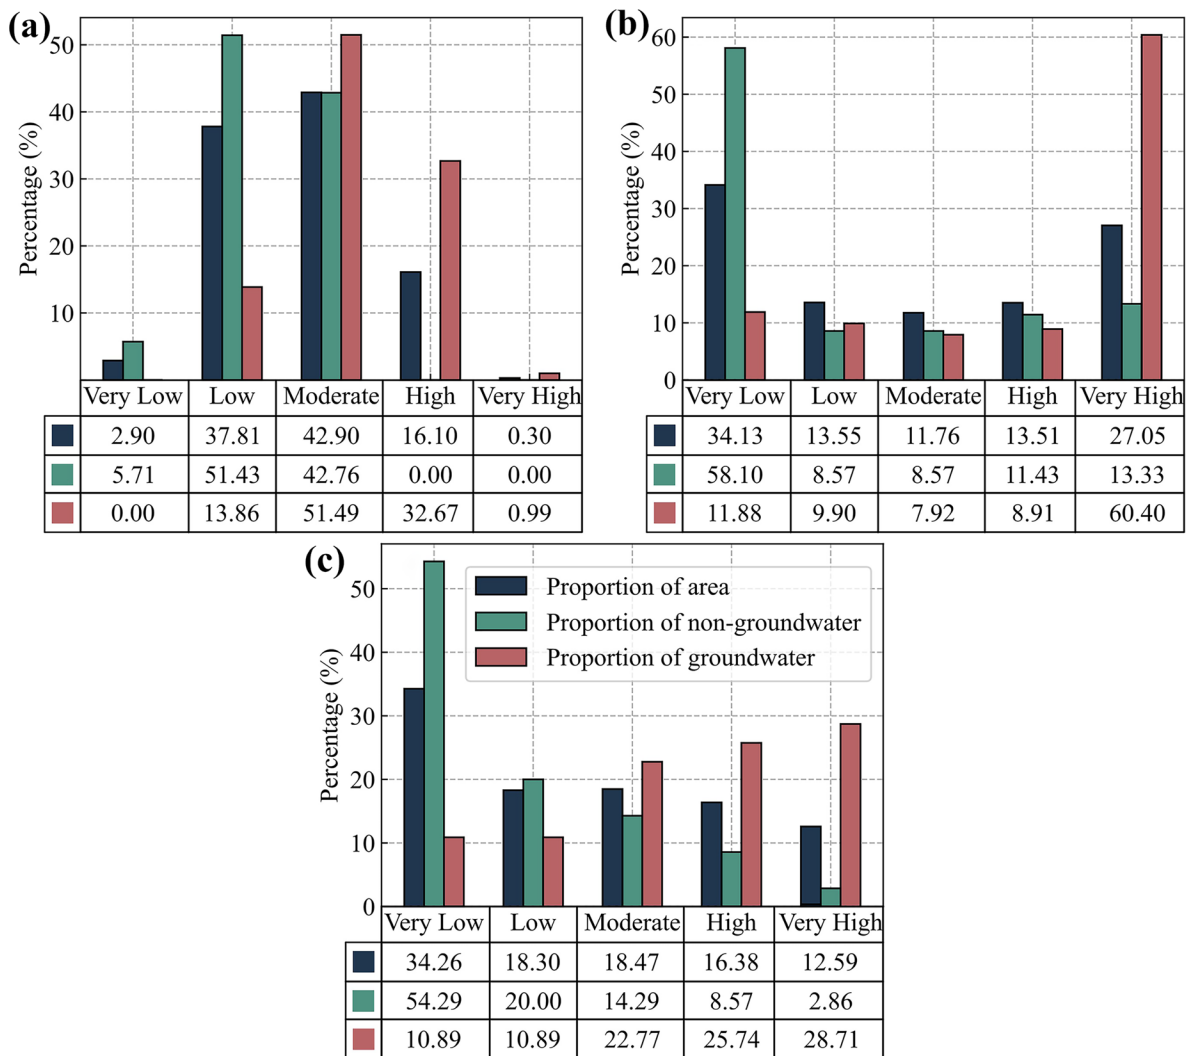 (a)
Percentage (%)
50
40
30
20
10
Very Low Low Moderate High Very High
2.90 37.81 42.90 16.10 0.30
5.71 51.43 42.76 0.00 0.00
0.00 13.86 51.49 32.67 0.99
(b)
Percentage (%)
60
50
40
30
20
10
0
Very Low Low Moderate High Very High
34.13 13.55 11.76 13.51 27.05
58.10 8.57 8.57 11.43 13.33
11.88 9.90 7.92 8.91 60.40
(c)
Percentage (%)
50
40
30
20
10
0
Proportion of area
Proportion of non-groundwater
Proportion of groundwater
Very Low Low Moderate High Very High
34.26 18.30 18.47 16.38 12.59
54.29 20.00 14.29 8.57 2.86
10.89 10.89 22.77 25.74 28.71